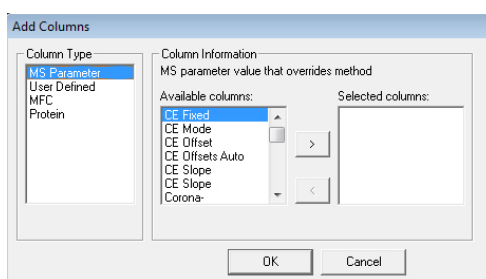 Add Columns
Column Type
MS Parameter
User Defined
MFC
Protein
Column Information
MS parameter value that overrides method
Available columns:
CE Fixed
CE Mode
CE Offset
CE Offsets Auto
CE Slope
CE Slope
Corona-
>
<
Selected columns:
OK
Cancel